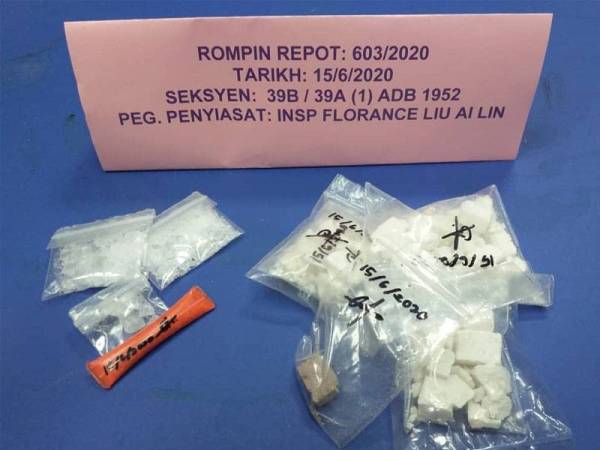 ROMPIN REPOT: 603/2020
TARIKH: 15/6/2020
SEKSYEN: 39B / 39A (1) ADB 1952
PEG. PENYIASAT: INSP FLORANCE LIU AI LIN
15/6/2020